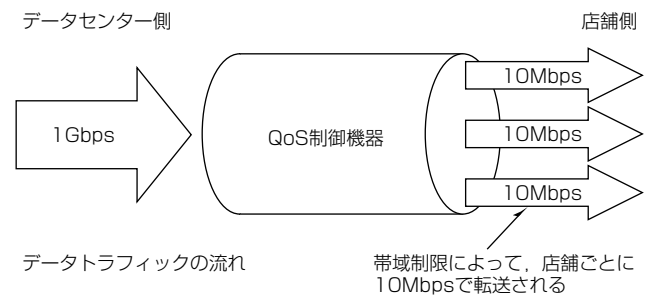 データセンター側
店舗側
1Gbps
QoS制御機器
10Mbps
10Mbps
10Mbps
データトラフィックの流れ
帯域制限によって，店舗ごとに
10Mbpsで転送される